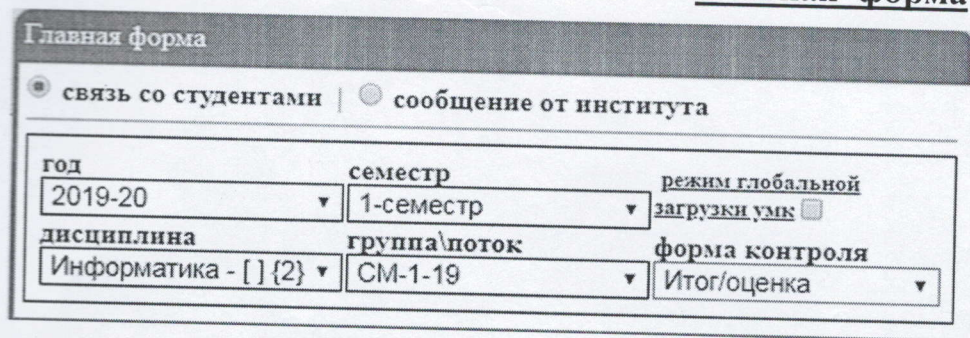 форма
Главная форма
связь со студентами | сообщение от института
год семестр режим глобальной
2019-20 1-семестр загрузки умк
дисциплина группа\поток форма контроля
Информатика - [ ] {2} СМ-1-19 Итог/оценка